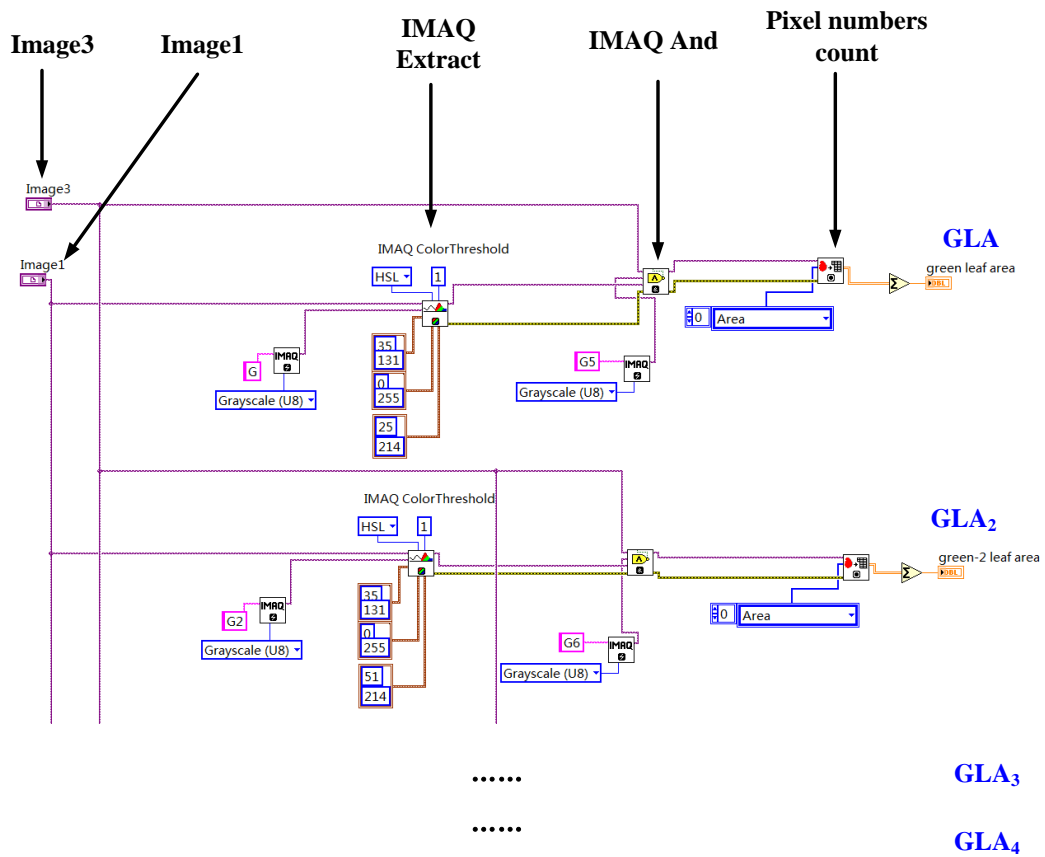 Image3
Image1
IMAQ
Extract
IMAQ And
Pixel numbers
count
Image3
Image1
IMAQ ColorThreshold
HSL
1
GLA
green leaf area
DBL
0
Area
35
131
G
IMAQ
G5
IMAQ
0
255
Grayscale (U8)
Grayscale (U8)
25
214
IMAQ ColorThreshold
HSL
1
GLA₂
green-2 leaf area
DBL
35
131
G2
IMAQ
0
Area
0
255
G6
IMAQ
Grayscale (U8)
Grayscale (U8)
51
214
......
GLA₃
......
GLA₄